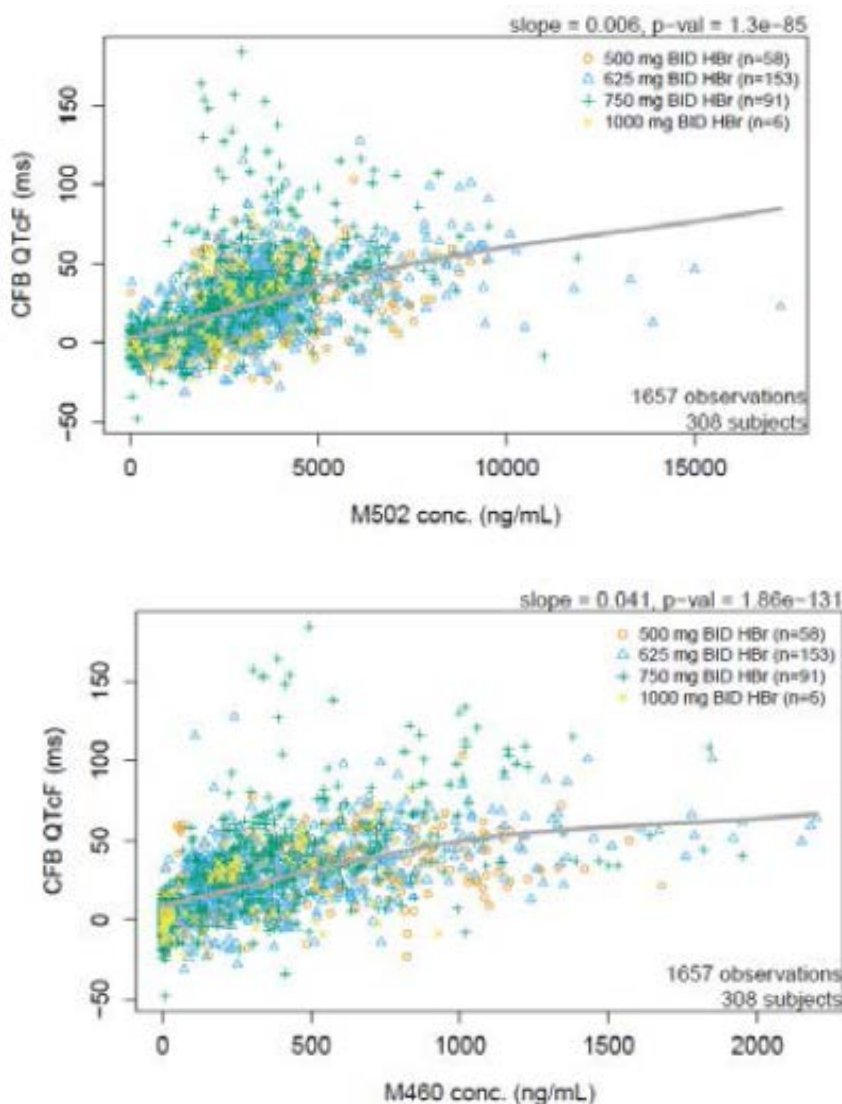 slope = 0.006, p-val = 1.3e-85
500 mg BID HBr (n=58)
625 mg BID HBr (n=153)
750 mg BID HBr (n=91)
1000 mg BID HBr (n=6)
CFB QTcF (ms)
150
100
50
0
−50
1657 observations
308 subjects
0 5000 10000 15000
M502 conc. (ng/mL)
slope = 0.041, p-val = 1.86e-131
500 mg BID HBr (n=58)
625 mg BID HBr (n=153)
750 mg BID HBr (n=91)
1000 mg BID HBr (n=6)
CFB QTcF (ms)
150
100
50
0
−50
1657 observations
308 subjects
0 500 1000 1500 2000
M460 conc. (ng/mL)